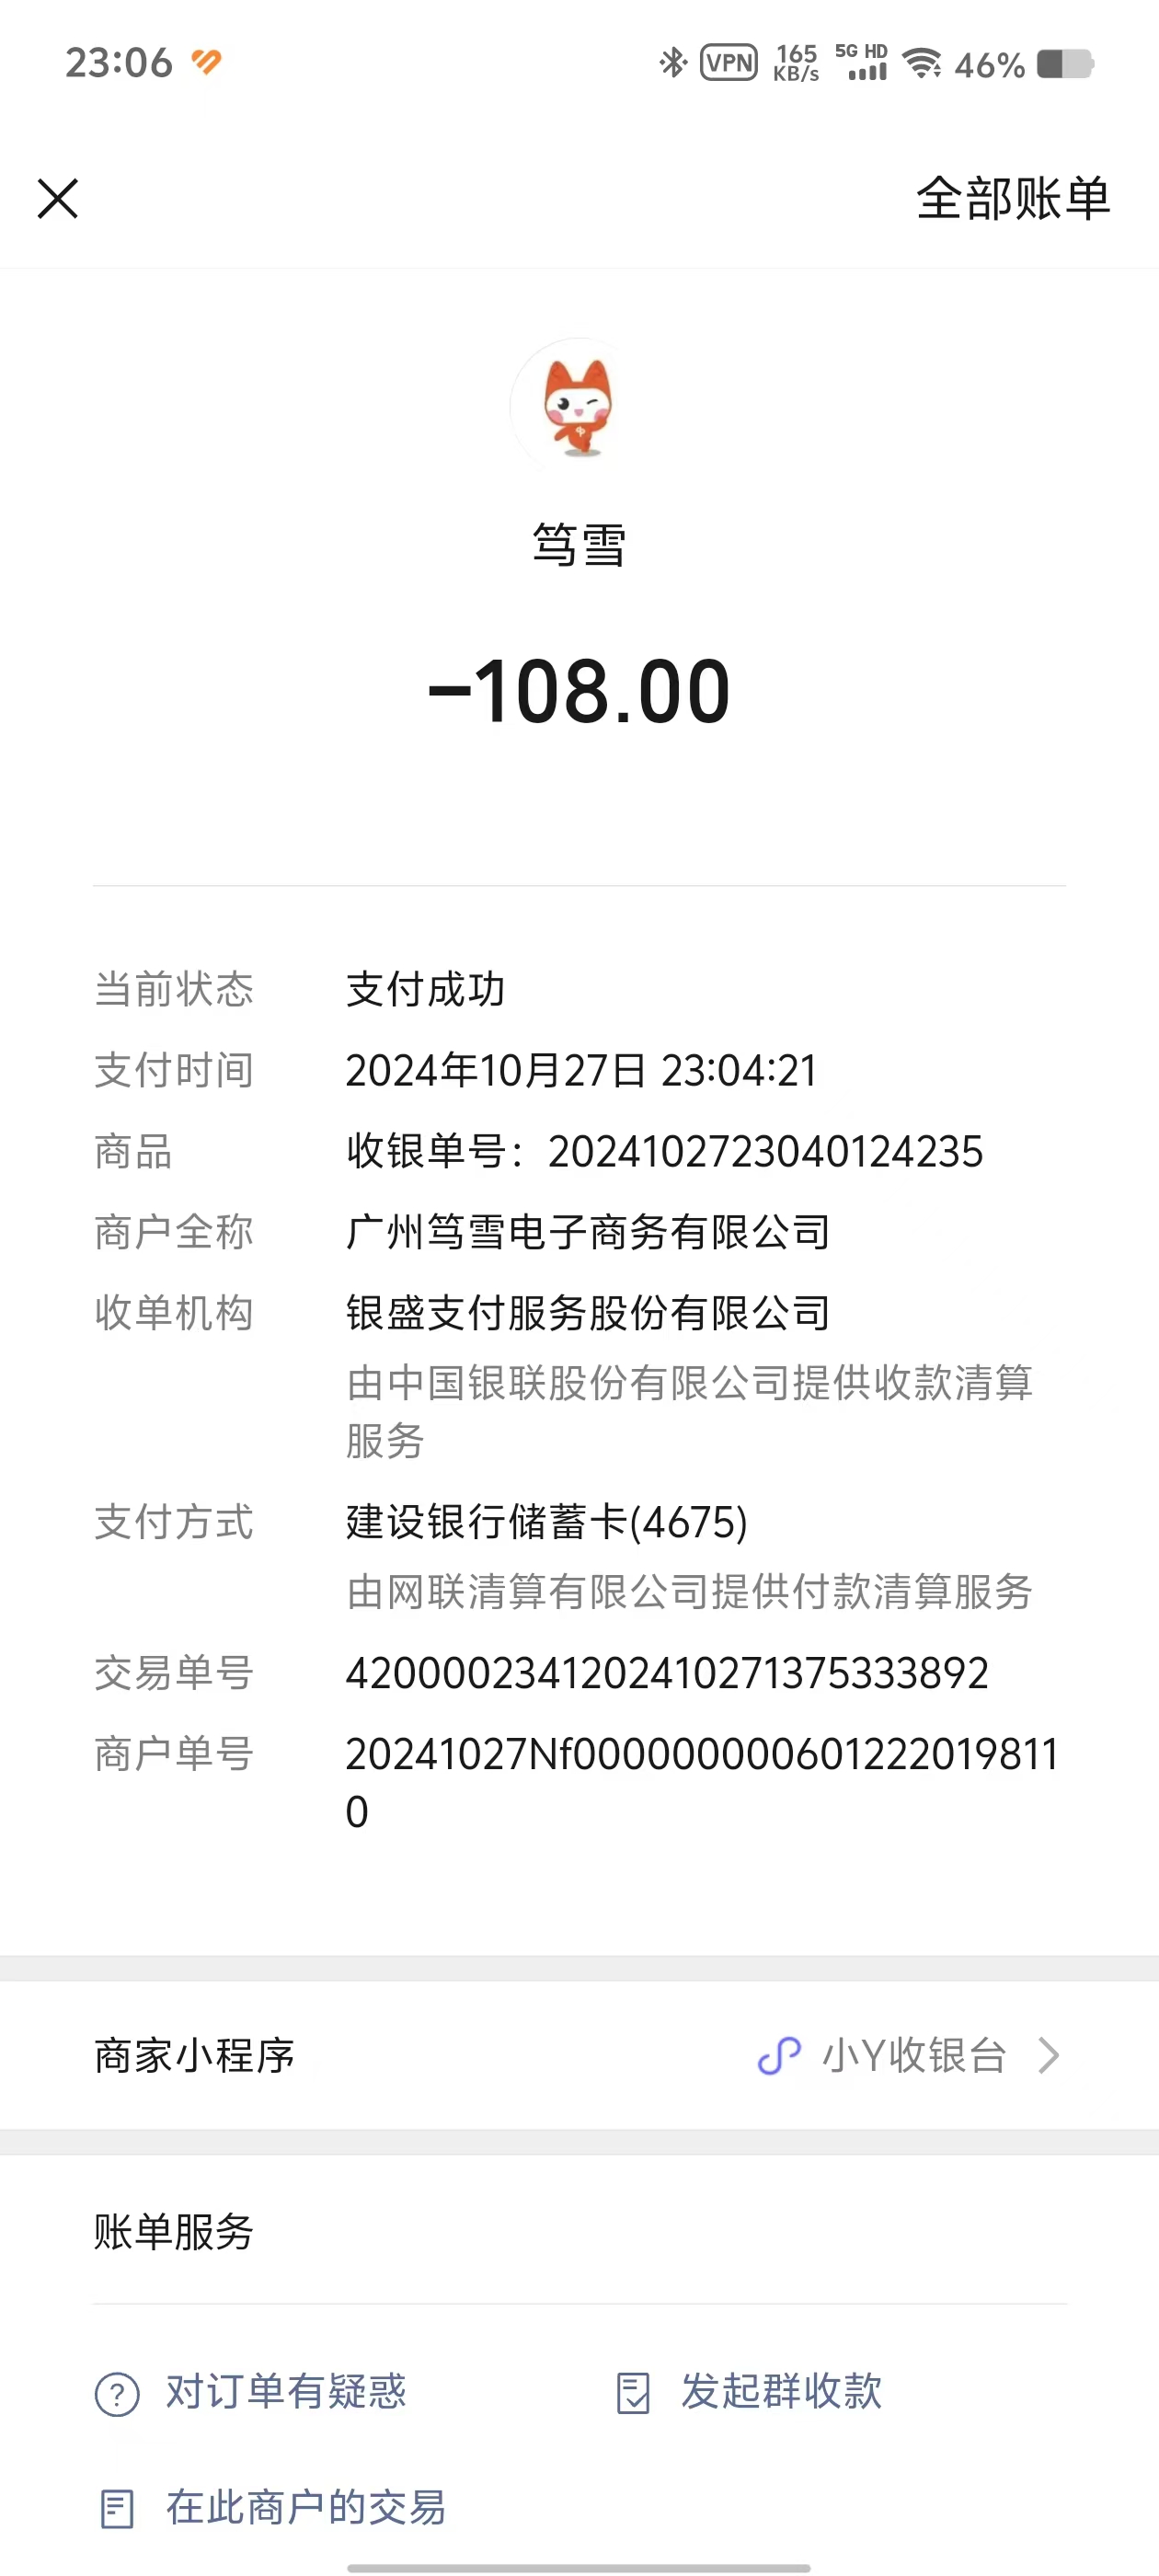 23:06
VPN 165 KB/s 5G HD 46%
全部账单
笃雪
-108.00
当前状态 支付成功
支付时间 2024年10月27日 23:04:21
商品 收银单号：2024102723040124235
商户全称 广州笃雪电子商务有限公司
收单机构 银盛支付服务股份有限公司
由中国银联股份有限公司提供收款清算
服务
支付方式 建设银行储蓄卡(4675)
由网联清算有限公司提供付款清算服务
交易单号 4200002341202410271375333892
商户单号 20241027Nf000000000601222019811
0
商家小程序 小Y收银台
账单服务
对订单有疑惑 发起群收款
在此商户的交易